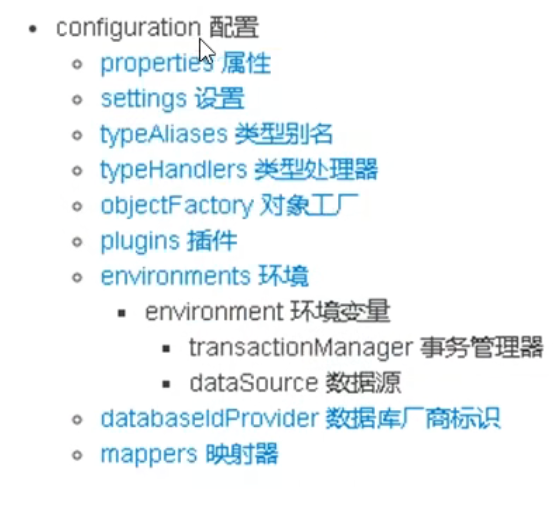 configuration 配置
properties 属性
settings 设置
typeAliases 类型别名
typeHandlers 类型处理器
objectFactory 对象工厂
plugins 插件
environments 环境
environment 环境变量
transactionManager 事务管理器
dataSource 数据源
databaseIdProvider 数据库厂商标识
mappers 映射器